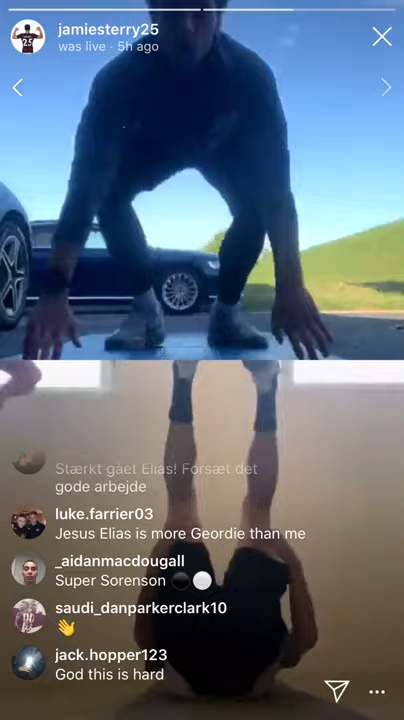 jamiesterry25
was live · 5h ago
Stærkt gået Elias! Forsæt det
gode arbejde
luke.farrier03
Jesus Elias is more Geordie than me
_aidanmacdougall
Super Sorenson ⚫⚪
saudi_danparkerclark10
👋
jack.hopper123
God this is hard